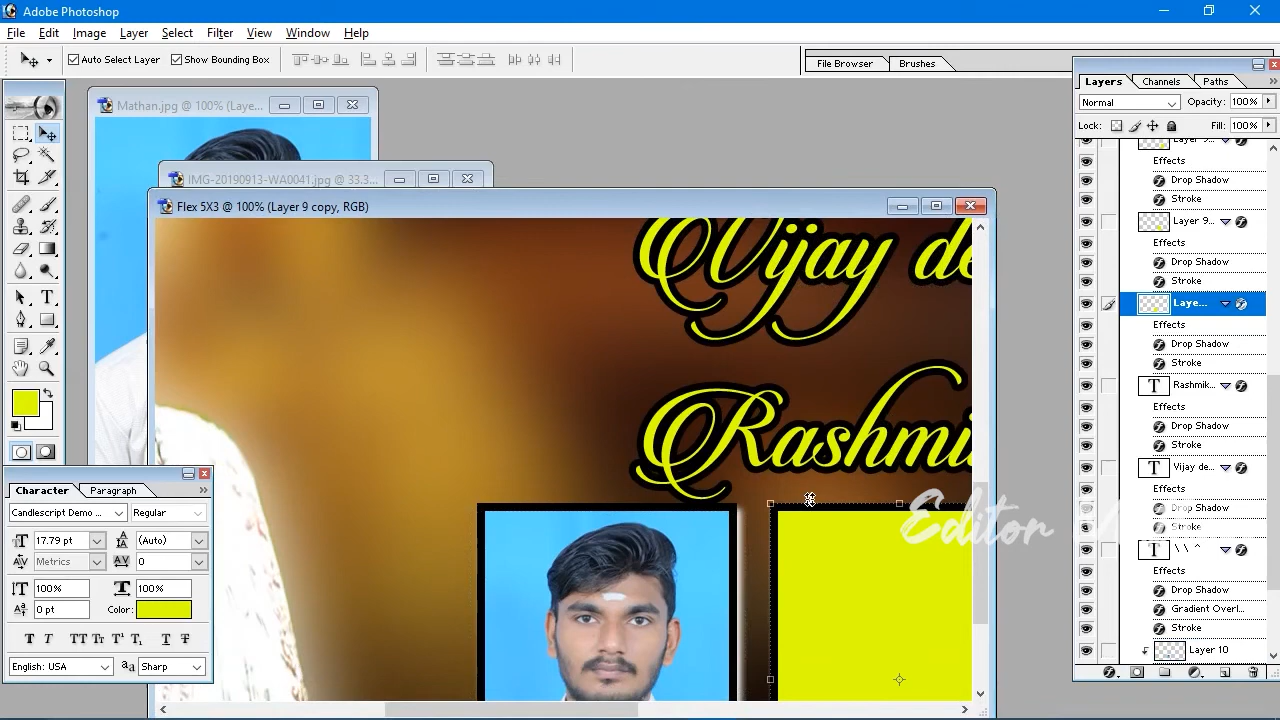 Adobe Photoshop
File Edit Image Layer Select Filter View Window Help
Auto Select Layer Show Bounding Box
File Browser Brushes
Layers Channels Paths
Normal Opacity: 100%
Lock: Fill: 100%
Mathan.jpg @ 100% (Laye...
IMG-20190913-WA0041.jpg @ 33.3...
Flex 5X3 @ 100% (Layer 9 copy, RGB)
Vijay de
Effects
Drop Shadow
Stroke
Layer 9...
Effects
Drop Shadow
Stroke
Laye...
Effects
Drop Shadow
Stroke
Rashmik...
Effects
Drop Shadow
Stroke
Vijay de...
Effects
Drop Shadow
Stroke
\ \ ^
Effects
Drop Shadow
Gradient Overl...
Stroke
Layer 10
Editor
Character Paragraph
Candlescript Demo ... Regular
17.79 pt (Auto)
Metrics 0
100% 100%
0 pt Color:
T T TT Tr T¹ T₁ T T
English: USA aa Sharp